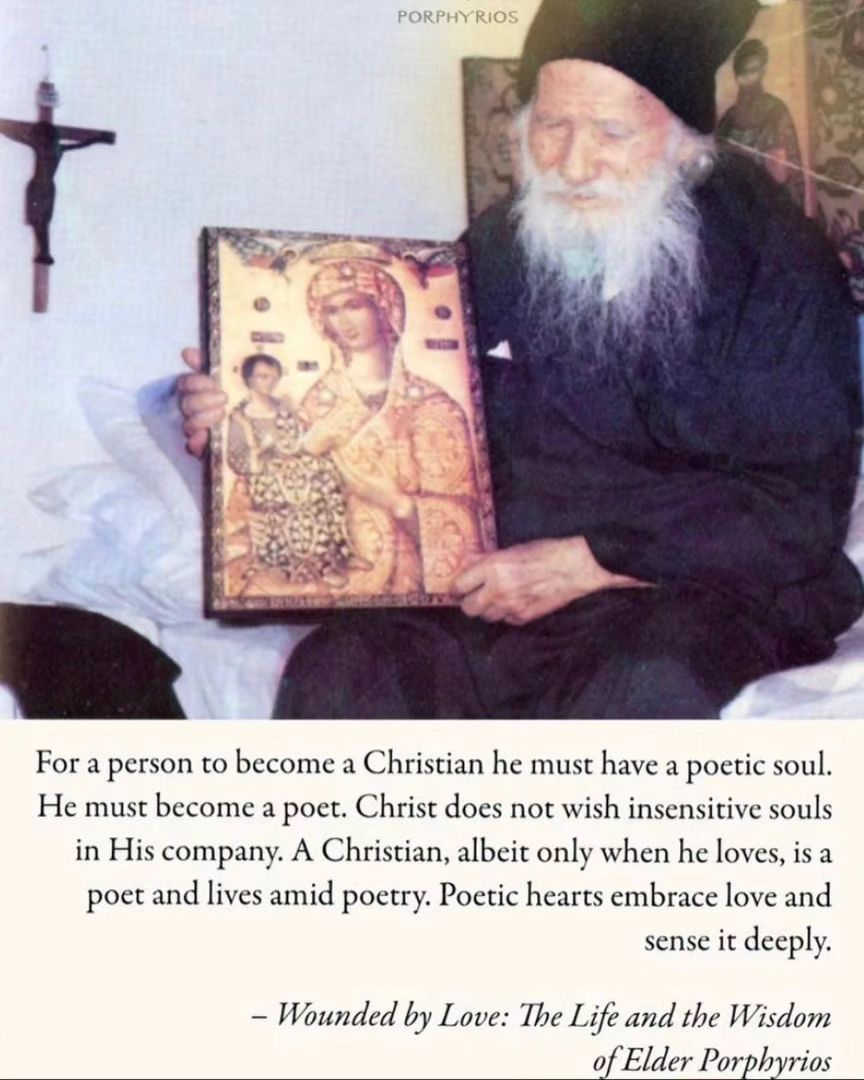 PORPHYRIOS
For a person to become a Christian he must have a poetic soul.
He must become a poet. Christ does not wish insensitive souls
in His company. A Christian, albeit only when he loves, is a
poet and lives amid poetry. Poetic hearts embrace love and
sense it deeply.
– Wounded by Love: The Life and the Wisdom
of Elder Porphyrios